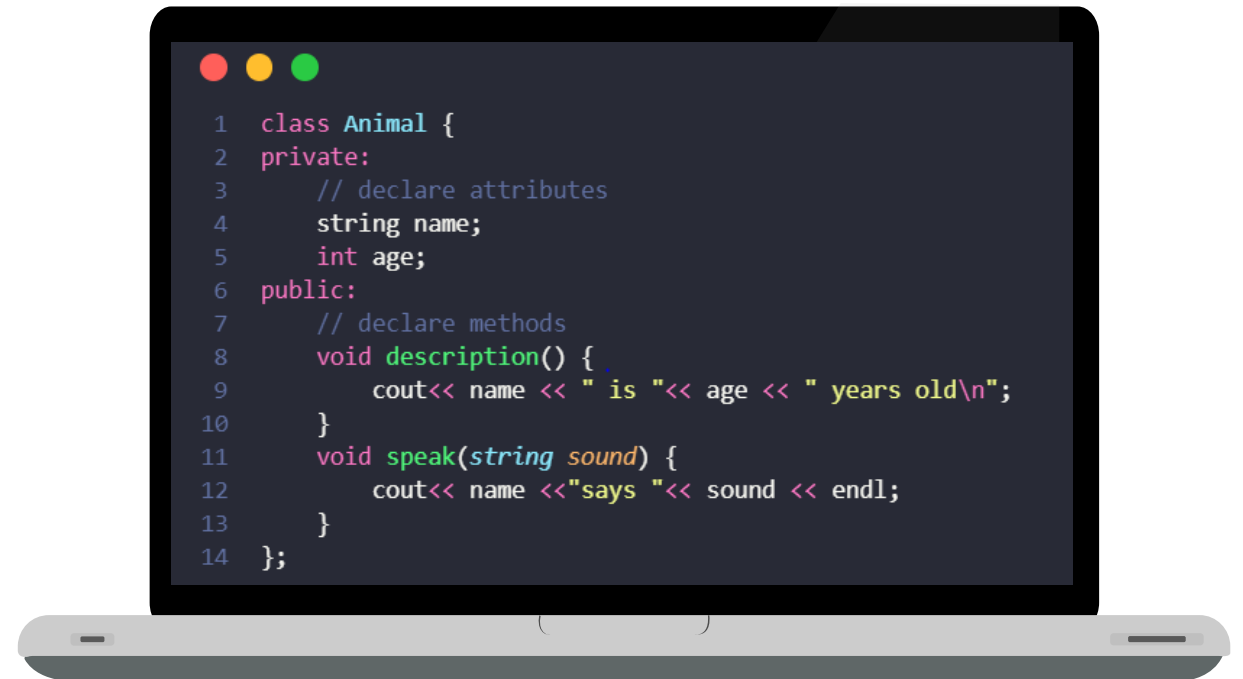 1 class Animal {
2 private:
3     // declare attributes
4     string name;
5     int age;
6 public:
7     // declare methods
8     void description() {
9         cout<< name << " is "<< age << " years old\n";
10     }
11     void speak(string sound) {
12         cout<< name <<"says "<< sound << endl;
13     }
14 };